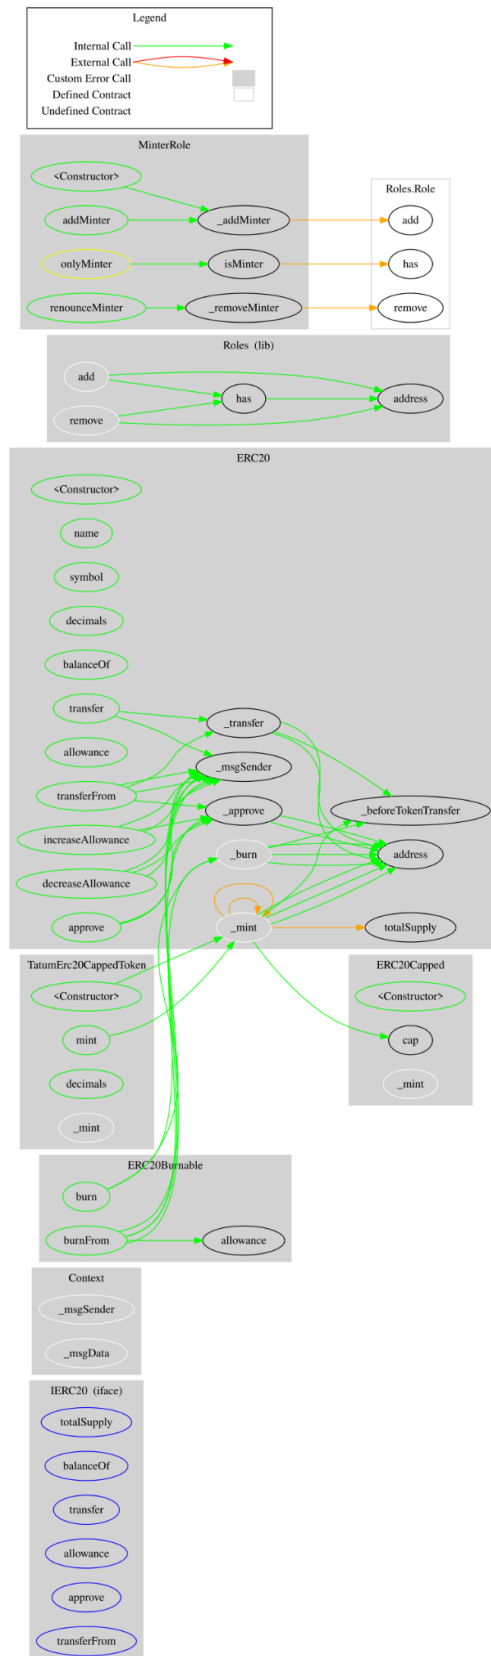 Legend
Internal Call
External Call
Custom Error Call
Defined Contract
Undefined Contract
MinterRole
<Constructor>
addMinter
_addMinter
onlyMinter
isMinter
renounceMinter
_removeMinter
Roles.Role
add
has
remove
Roles (lib)
add
has
address
remove
ERC20
<Constructor>
name
symbol
decimals
balanceOf
transfer
_transfer
allowance
_msgSender
transferFrom
_approve
_beforeTokenTransfer
increaseAllowance
_burn
address
decreaseAllowance
approve
_mint
totalSupply
TatumErc20CappedToken
<Constructor>
mint
decimals
_mint
ERC20Capped
<Constructor>
cap
_mint
ERC20Burnable
burn
burnFrom
allowance
Context
_msgSender
_msgData
IERC20 (iface)
totalSupply
balanceOf
transfer
allowance
approve
transferFrom